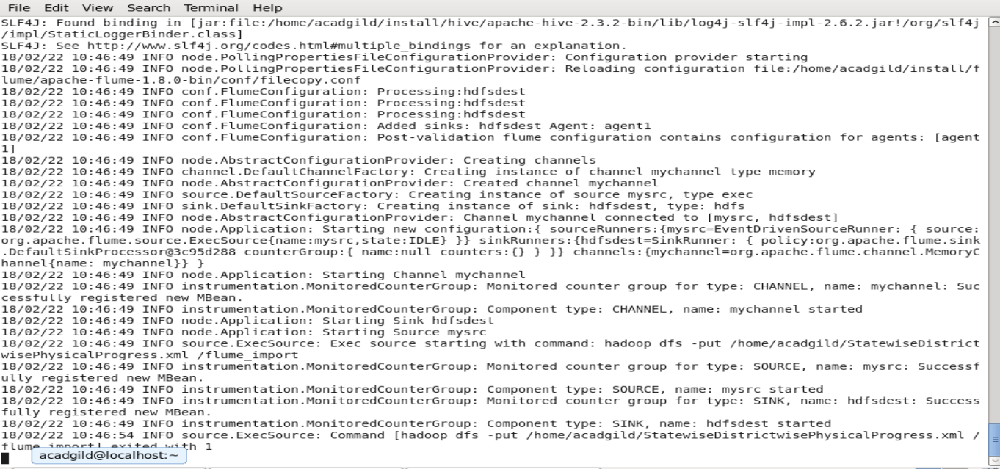 File Edit View Search Terminal Help
SLF4J: Found binding in [jar:file:/home/acadgild/install/hive/apache-hive-2.3.2-bin/lib/log4j-slf4j-impl-2.6.2.jar!/org/slf4j
/impl/StaticLoggerBinder.class]
SLF4J: See http://www.slf4j.org/codes.html#multiple_bindings for an explanation.
18/02/22 10:46:49 INFO node.PollingPropertiesFileConfigurationProvider: Configuration provider starting
18/02/22 10:46:49 INFO node.PollingPropertiesFileConfigurationProvider: Reloading configuration file:/home/acadgild/install/f
lume/apache-flume-1.8.0-bin/conf/filecopy.conf
18/02/22 10:46:49 INFO conf.FlumeConfiguration: Processing:hdfsdest
18/02/22 10:46:49 INFO conf.FlumeConfiguration: Processing:hdfsdest
18/02/22 10:46:49 INFO conf.FlumeConfiguration: Processing:hdfsdest
18/02/22 10:46:49 INFO conf.FlumeConfiguration: Added sinks: hdfsdest Agent: agent1
18/02/22 10:46:49 INFO conf.FlumeConfiguration: Post-validation flume configuration contains configuration for agents: [agent
1]
18/02/22 10:46:49 INFO node.AbstractConfigurationProvider: Creating channels
18/02/22 10:46:49 INFO channel.DefaultChannelFactory: Creating instance of channel mychannel type memory
18/02/22 10:46:49 INFO node.AbstractConfigurationProvider: Created channel mychannel
18/02/22 10:46:49 INFO source.DefaultSourceFactory: Creating instance of source mysrc, type exec
18/02/22 10:46:49 INFO sink.DefaultSinkFactory: Creating instance of sink: hdfsdest, type: hdfs
18/02/22 10:46:49 INFO node.AbstractConfigurationProvider: Channel mychannel connected to [mysrc, hdfsdest]
18/02/22 10:46:49 INFO node.Application: Starting new configuration:{ sourceRunners:{mysrc=EventDrivenSourceRunner: { source:
org.apache.flume.source.ExecSource{name:mysrc,state:IDLE} }} sinkRunners:{hdfsdest=SinkRunner: { policy:org.apache.flume.sink
.DefaultSinkProcessor@3c95d288 counterGroup:{ name:null counters:{} } }} channels:{mychannel=org.apache.flume.channel.MemoryC
hannel{name: mychannel}} }
18/02/22 10:46:49 INFO node.Application: Starting Channel mychannel
18/02/22 10:46:49 INFO instrumentation.MonitoredCounterGroup: Monitored counter group for type: CHANNEL, name: mychannel: Suc
cessfully registered new MBean.
18/02/22 10:46:49 INFO instrumentation.MonitoredCounterGroup: Component type: CHANNEL, name: mychannel started
18/02/22 10:46:49 INFO node.Application: Starting Sink hdfsdest
18/02/22 10:46:49 INFO node.Application: Starting Source mysrc
18/02/22 10:46:49 INFO source.ExecSource: Exec source starting with command: hadoop dfs -put /home/acadgild/StatewiseDistrict
wisePhysicalProgress.xml /flume_import
18/02/22 10:46:49 INFO instrumentation.MonitoredCounterGroup: Monitored counter group for type: SOURCE, name: mysrc: Successf
ully registered new MBean.
18/02/22 10:46:49 INFO instrumentation.MonitoredCounterGroup: Component type: SOURCE, name: mysrc started
18/02/22 10:46:49 INFO instrumentation.MonitoredCounterGroup: Monitored counter group for type: SINK, name: hdfsdest: Success
fully registered new MBean.
18/02/22 10:46:49 INFO instrumentation.MonitoredCounterGroup: Component type: SINK, name: hdfsdest started
18/02/22 10:46:54 INFO source.ExecSource: Command [hadoop dfs -put /home/acadgild/StatewiseDistrictwisePhysicalProgress.xml /
flume_import] exited with 1
acadgild@localhost:~